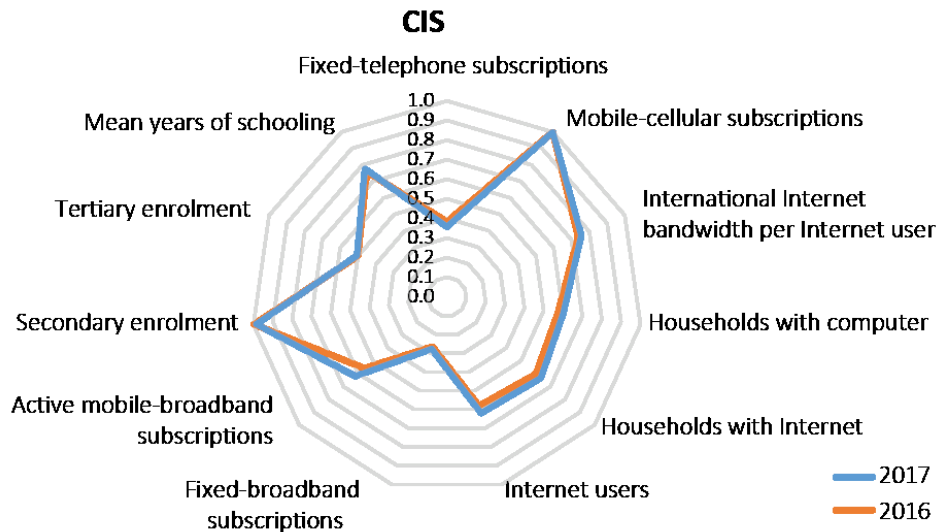 CIS
Fixed-telephone subscriptions
Mobile-cellular subscriptions
International Internet
bandwidth per Internet user
Households with computer
Households with Internet
Internet users
Fixed-broadband
subscriptions
Active mobile-broadband
subscriptions
Secondary enrolment
Tertiary enrolment
Mean years of schooling
1.0
0.9
0.8
0.7
0.6
0.5
0.4
0.3
0.2
0.1
0.0
2017
2016